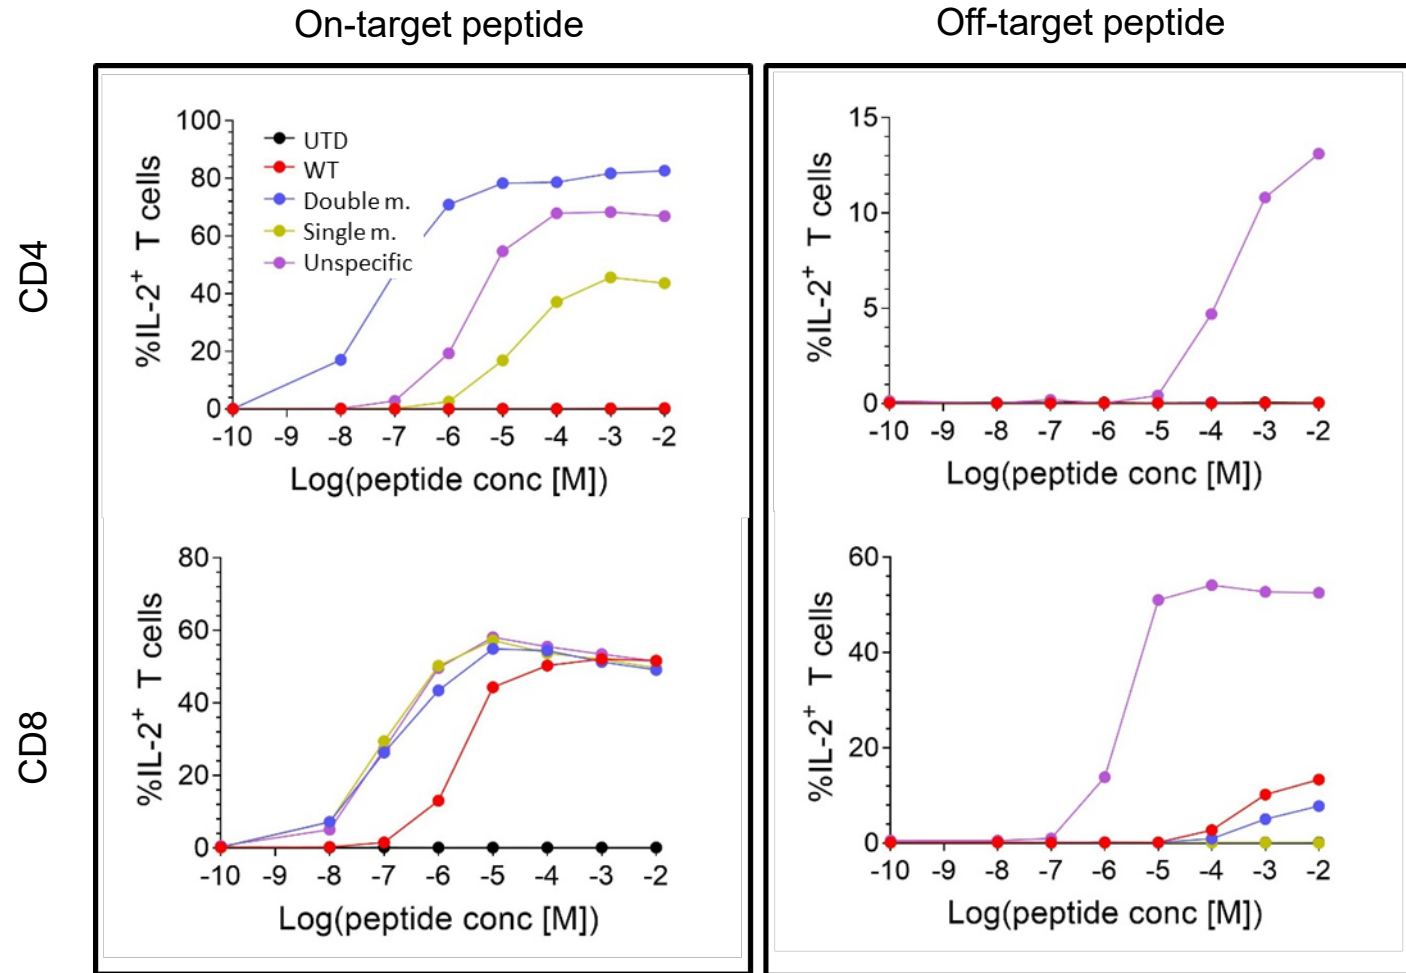 On-target peptide
Off-target peptide
CD4
%IL-2+ T cells
100
80
60
40
20
0
UTD
WT
Double m.
Single m.
Unspecific
-10 -9 -8 -7 -6 -5 -4 -3 -2
Log(peptide conc [M])
%IL-2+ T cells
15
10
5
0
-10 -9 -8 -7 -6 -5 -4 -3 -2
Log(peptide conc [M])
CD8
%IL-2+ T cells
80
60
40
20
0
-10 -9 -8 -7 -6 -5 -4 -3 -2
Log(peptide conc [M])
%IL-2+ T cells
60
40
20
0
-10 -9 -8 -7 -6 -5 -4 -3 -2
Log(peptide conc [M])